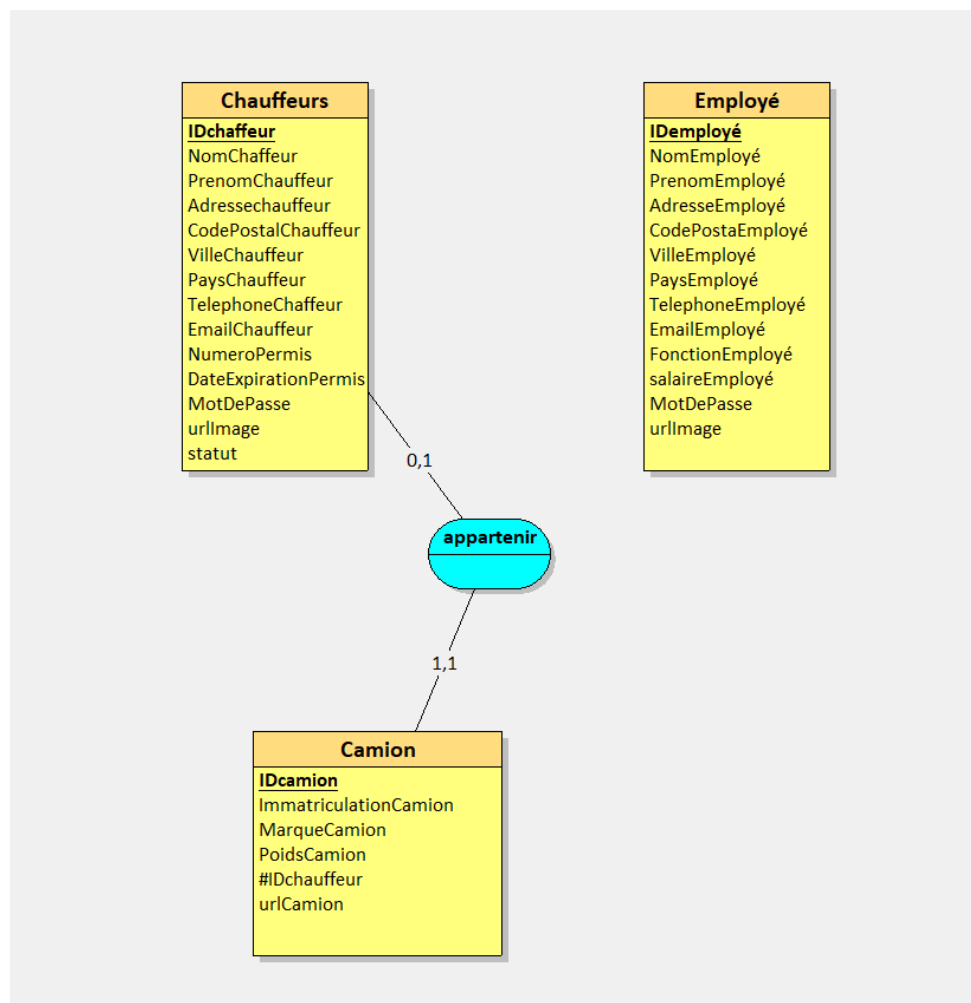 Chauffeurs
IDchaffeur
NomChaffeur
PrenomChauffeur
Adressechauffeur
CodePostalChauffeur
VilleChauffeur
PaysChauffeur
TelephoneChaffeur
EmailChauffeur
NumeroPermis
DateExpirationPermis
MotDePasse
urlImage
statut
Employé
IDemployé
NomEmployé
PrenomEmployé
AdresseEmployé
CodePostaEmployé
VilleEmployé
PaysEmployé
TelephoneEmployé
EmailEmployé
FonctionEmployé
salaireEmployé
MotDePasse
urlImage
0,1
appartenir
1,1
Camion
IDcamion
ImmatriculationCamion
MarqueCamion
PoidsCamion
#IDchauffeur
urlCamion